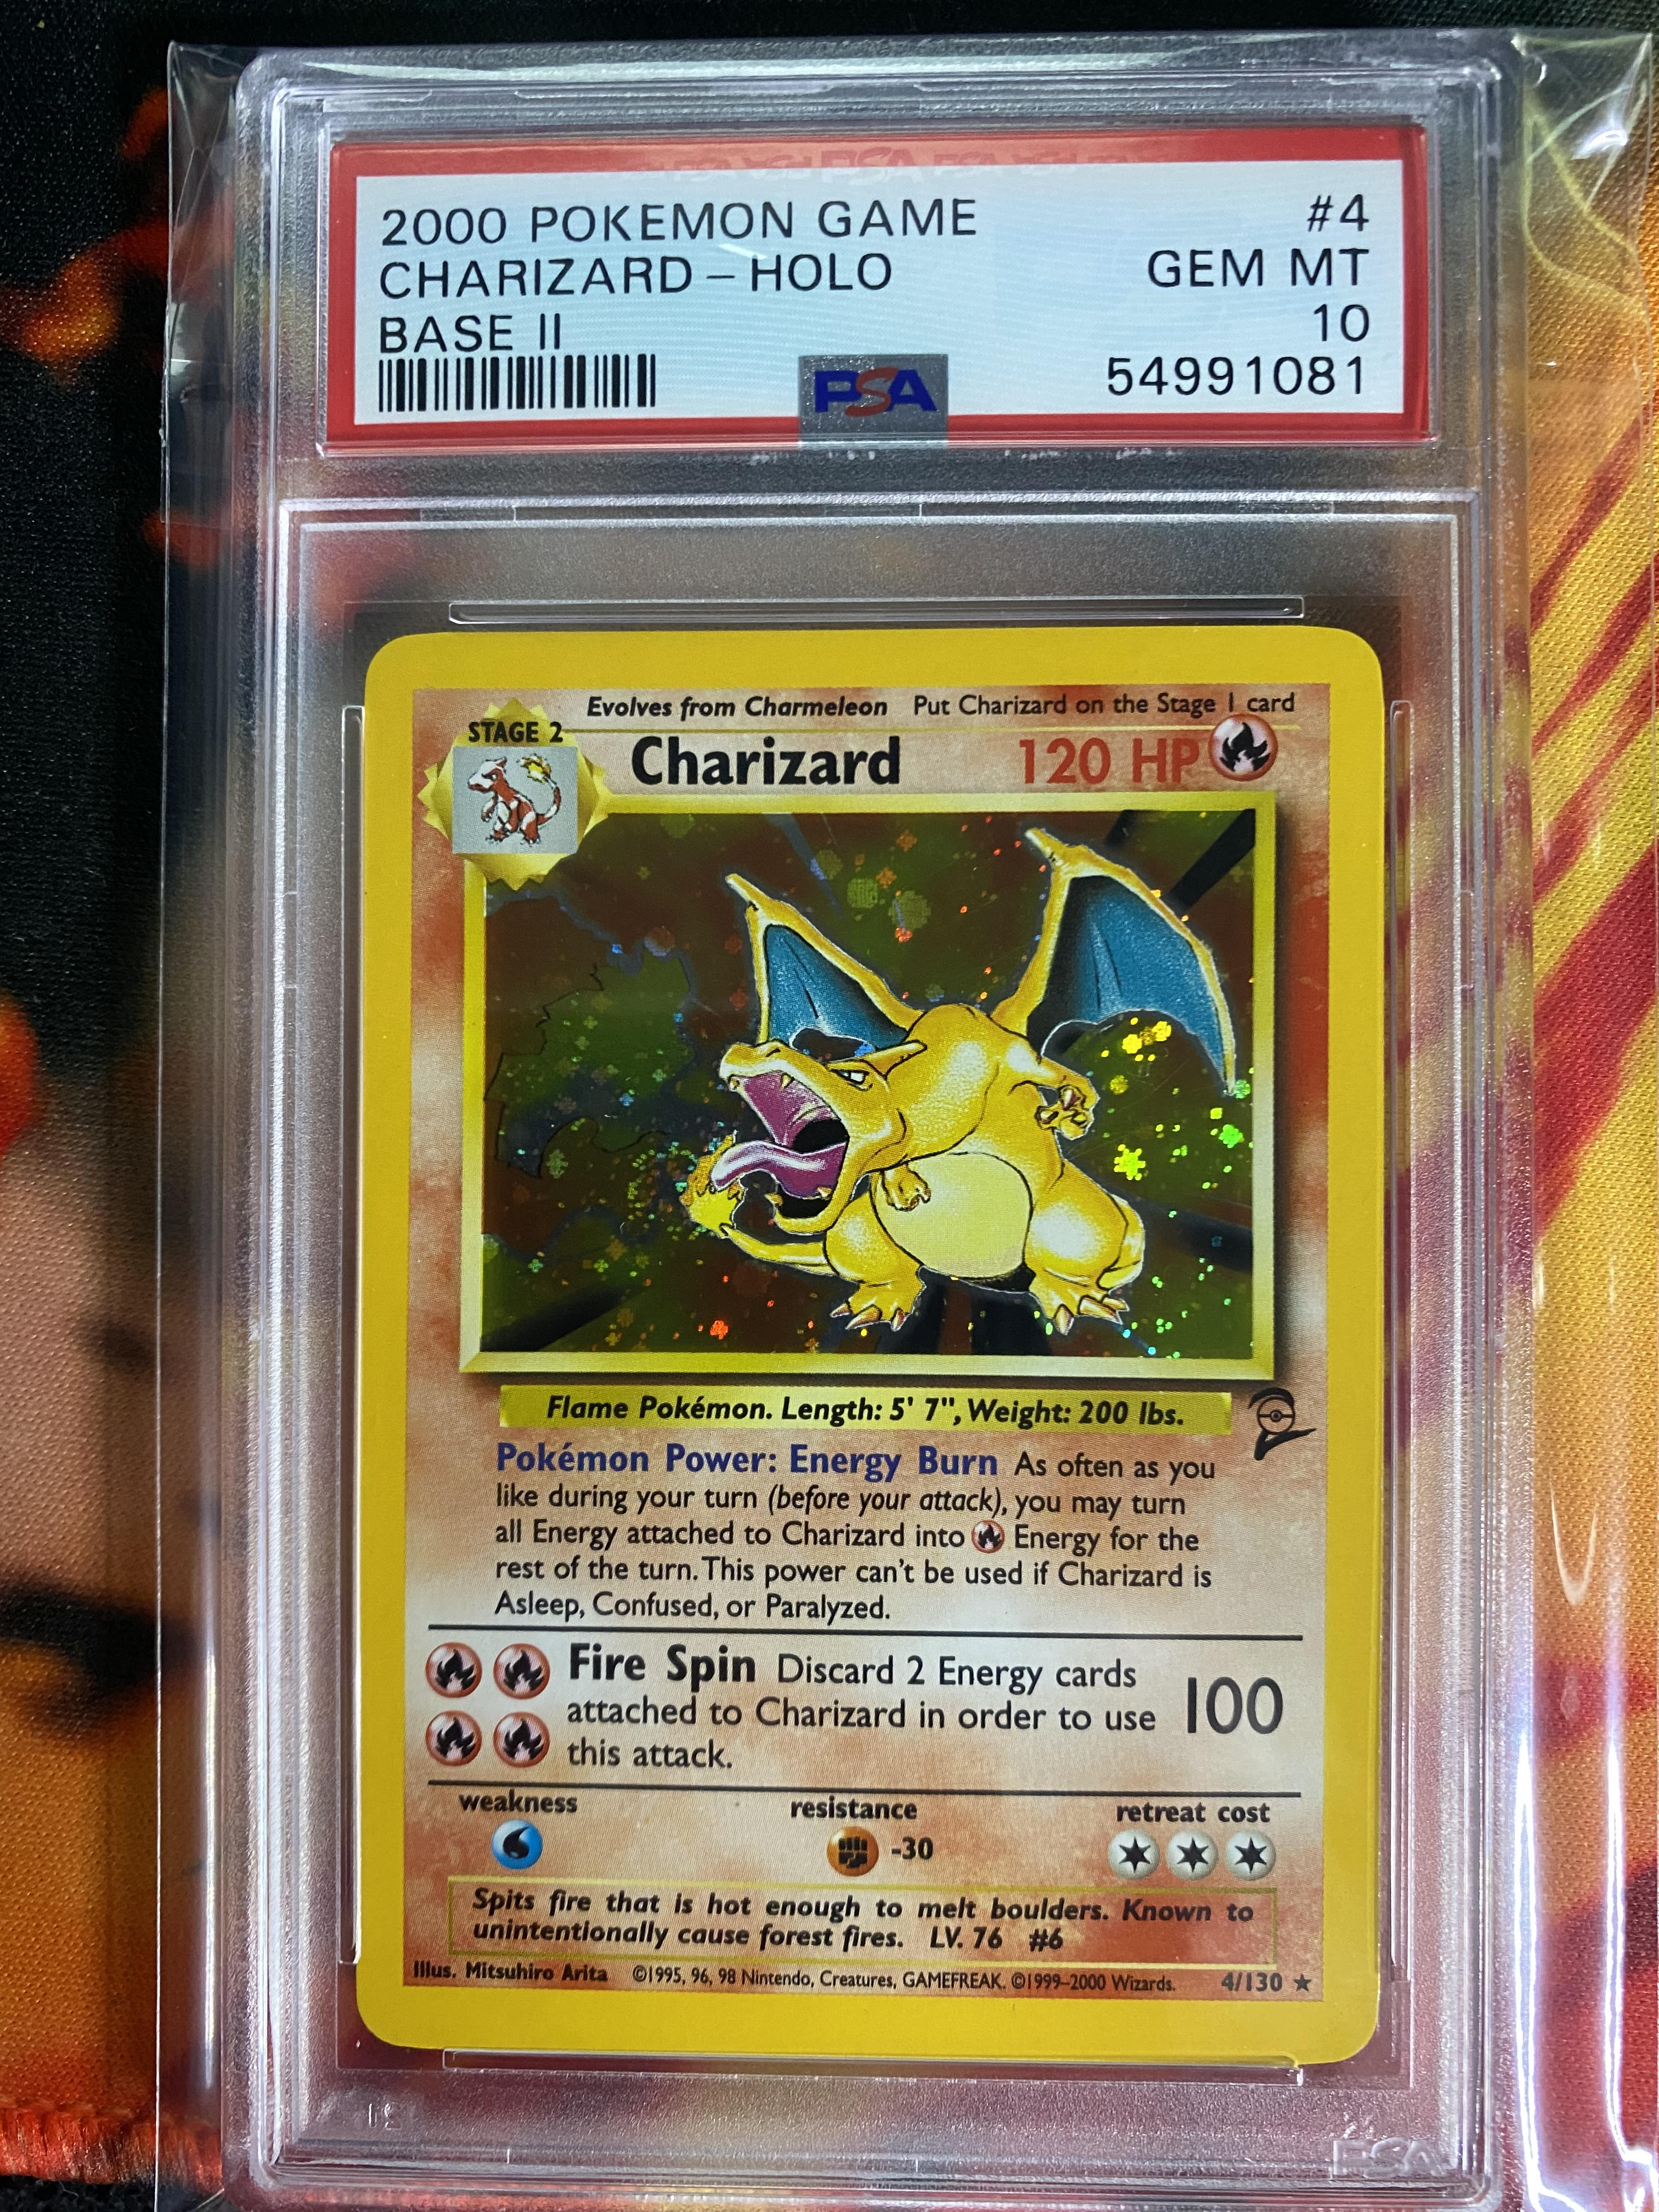 2000 POKEMON GAME #4
CHARIZARD – HOLO GEM MT
BASE II 10
PSA 54991081
Evolves from Charmeleon Put Charizard on the Stage 1 card
STAGE 2
Charizard 120 HP
Flame Pokémon. Length: 5' 7", Weight: 200 lbs.
Pokémon Power: Energy Burn As often as you
like during your turn (before your attack), you may turn
all Energy attached to Charizard into Energy for the
rest of the turn. This power can't be used if Charizard is
Asleep, Confused, or Paralyzed.
Fire Spin Discard 2 Energy cards
attached to Charizard in order to use 100
this attack.
weakness resistance retreat cost
-30
Spits fire that is hot enough to melt boulders. Known to
unintentionally cause forest fires. LV. 76 #6
Illus. Mitsuhiro Arita ©1995, 96, 98 Nintendo, Creatures, GAMEFREAK. ©1999–2000 Wizards. 4/130 ★
PSA